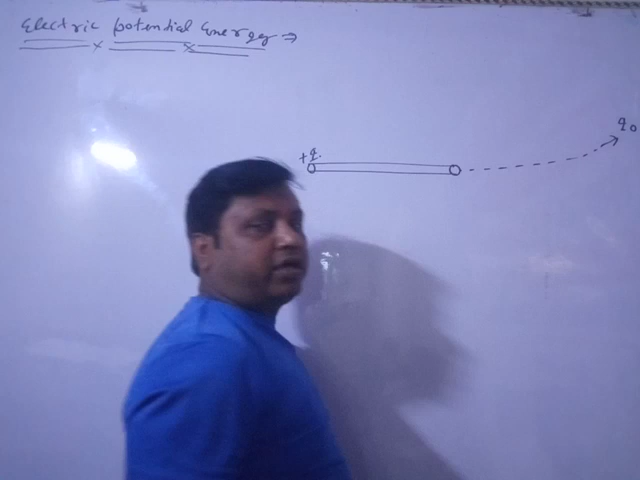 Electric potential Energy ⇒
+q.
q0